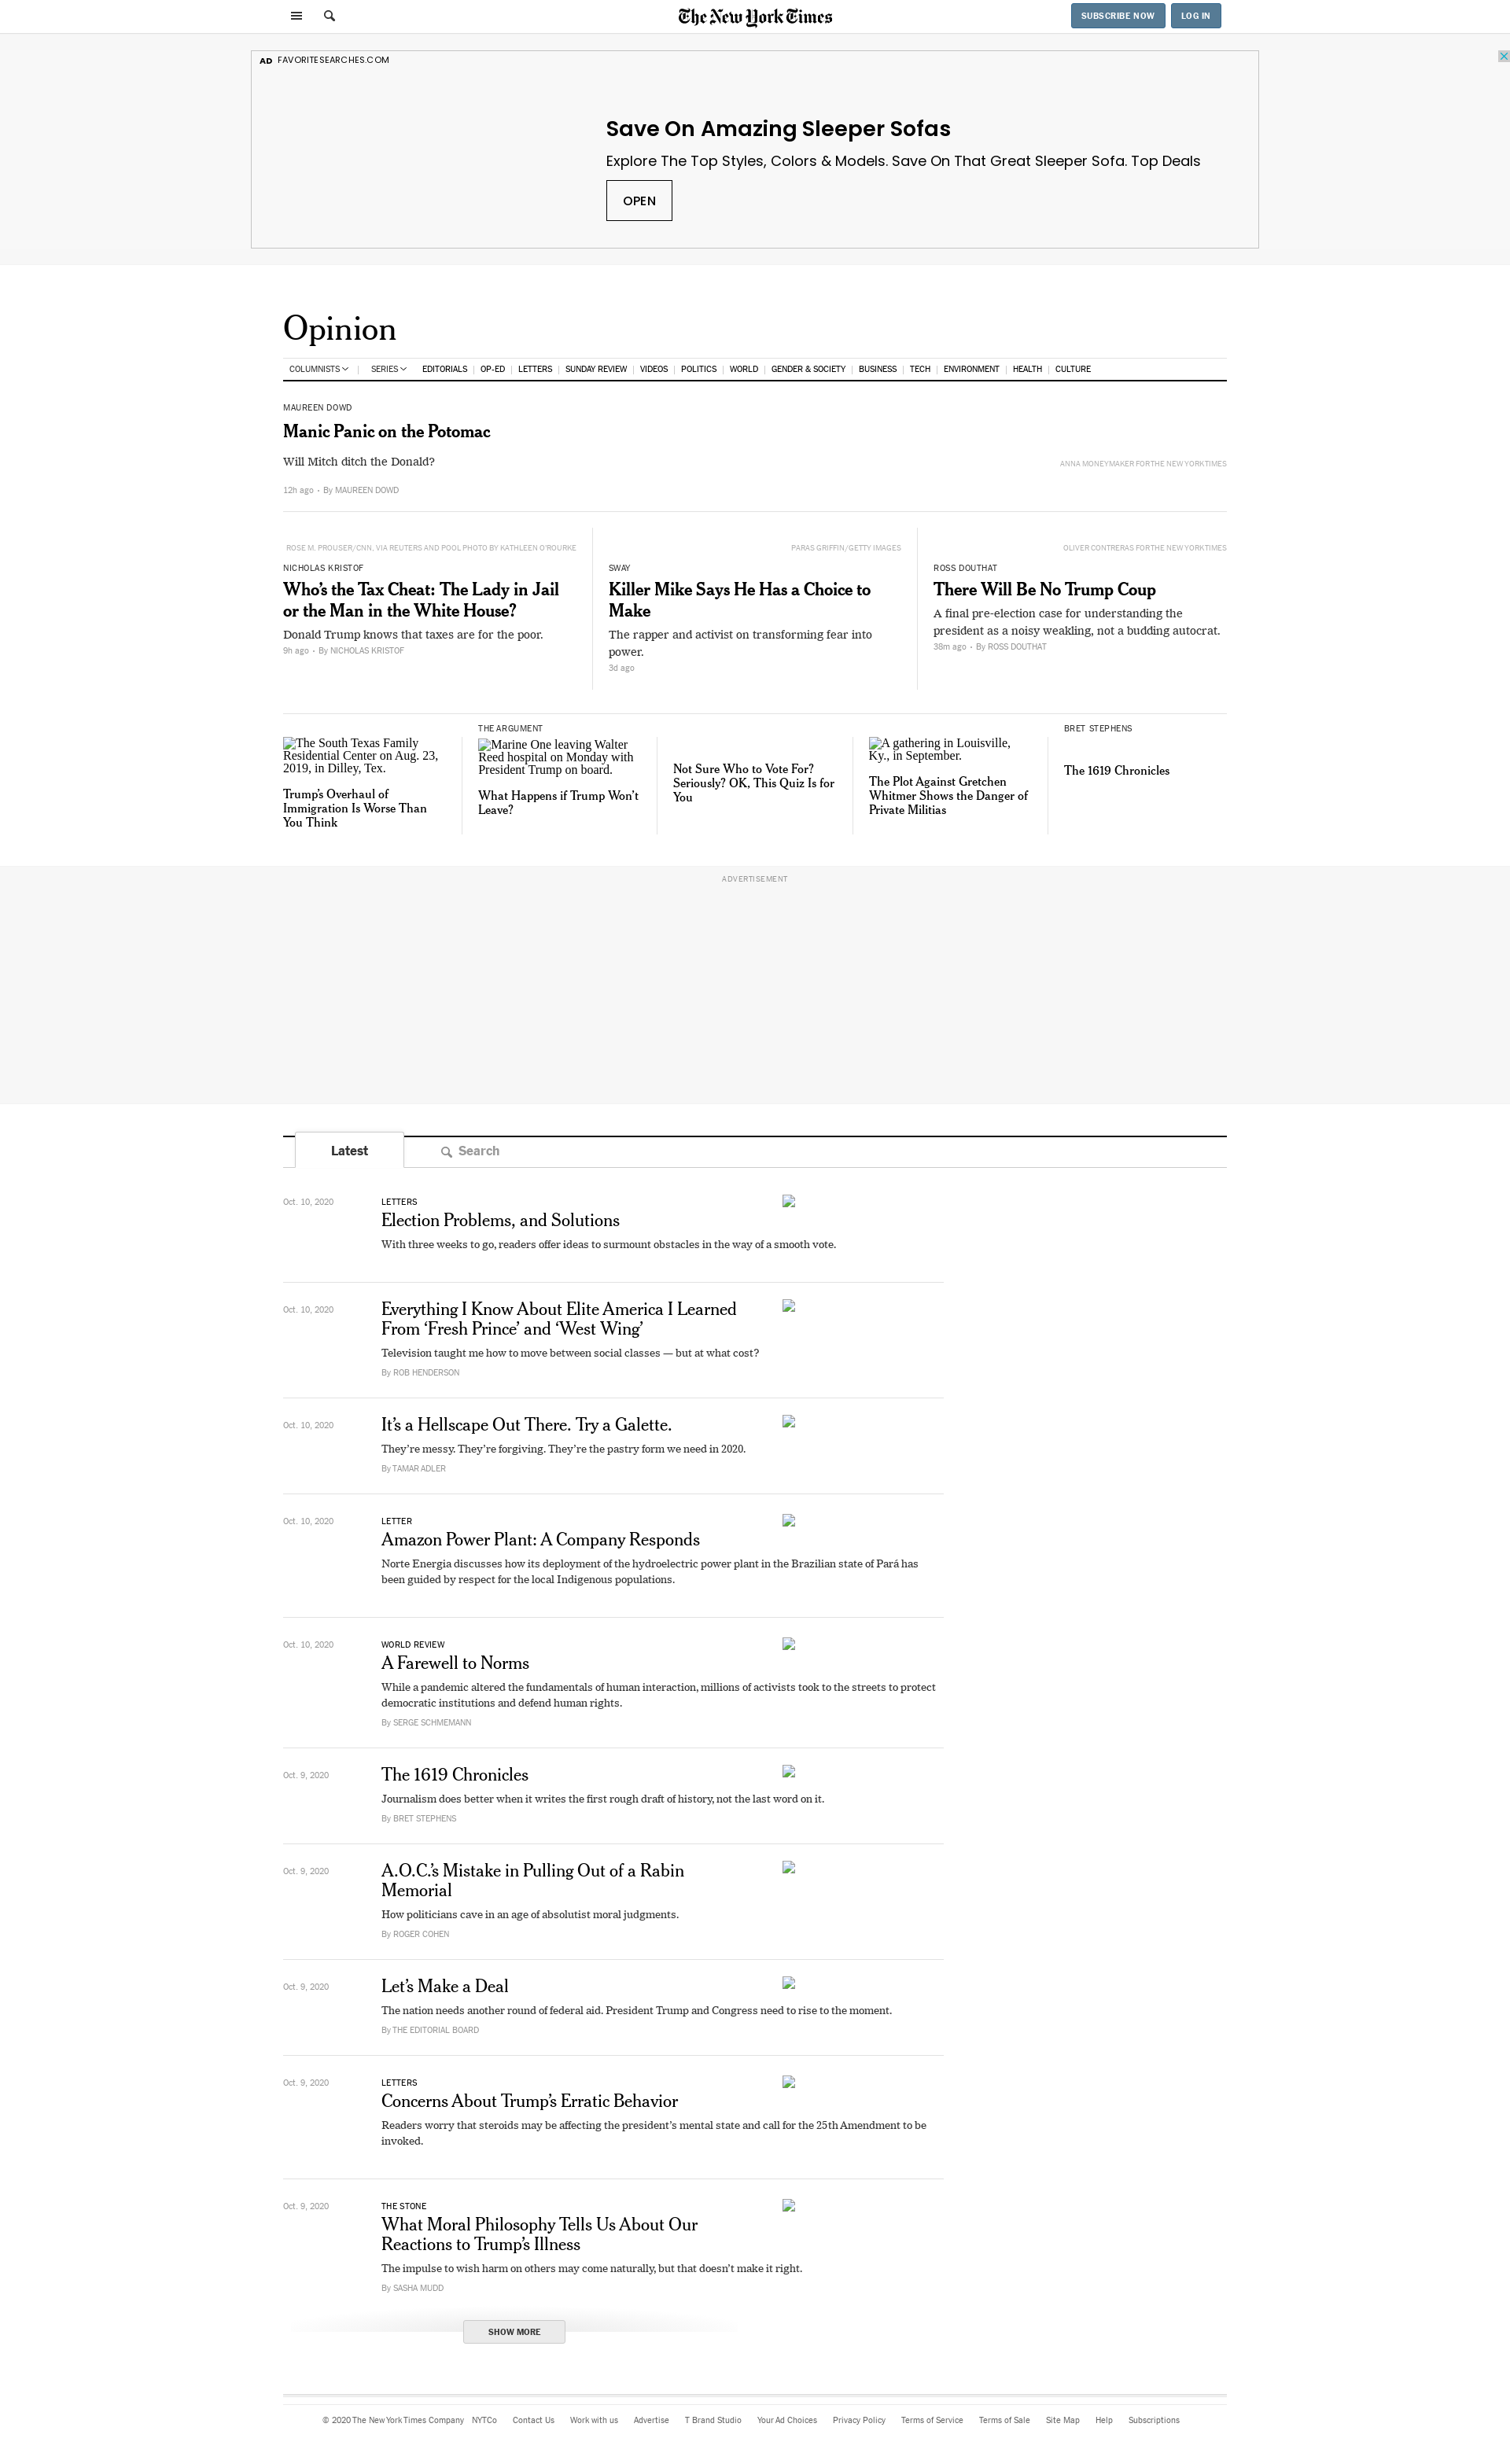 The New York Times
SUBSCRIBE NOW
LOG IN
AD FAVORITESEARCHES.COM
Save On Amazing Sleeper Sofas
Explore The Top Styles, Colors & Models. Save On That Great Sleeper Sofa. Top Deals
OPEN
Opinion
COLUMNISTS SERIES EDITORIALS OP-ED LETTERS SUNDAY REVIEW VIDEOS POLITICS WORLD GENDER & SOCIETY BUSINESS TECH ENVIRONMENT HEALTH CULTURE
MAUREEN DOWD
Manic Panic on the Potomac
Will Mitch ditch the Donald?
ANNA MONEYMAKER FOR THE NEW YORK TIMES
12h ago • By MAUREEN DOWD
ROSE M. PROUSER/CNN, VIA REUTERS AND POOL PHOTO BY KATHLEEN O'ROURKE
NICHOLAS KRISTOF
Who’s the Tax Cheat: The Lady in Jail
or the Man in the White House?
Donald Trump knows that taxes are for the poor.
9h ago • By NICHOLAS KRISTOF
PARAS GRIFFIN/GETTY IMAGES
SWAY
Killer Mike Says He Has a Choice to
Make
The rapper and activist on transforming fear into
power.
3d ago
OLIVER CONTRERAS FOR THE NEW YORK TIMES
ROSS DOUTHAT
There Will Be No Trump Coup
A final pre-election case for understanding the
president as a noisy weakling, not a budding autocrat.
38m ago • By ROSS DOUTHAT
The South Texas Family
Residential Center on Aug. 23,
2019, in Dilley, Tex.
Trump’s Overhaul of
Immigration Is Worse Than
You Think
THE ARGUMENT
Marine One leaving Walter
Reed hospital on Monday with
President Trump on board.
What Happens if Trump Won’t
Leave?
Not Sure Who to Vote For?
Seriously? OK, This Quiz Is for
You
A gathering in Louisville,
Ky., in September.
The Plot Against Gretchen
Whitmer Shows the Danger of
Private Militias
BRET STEPHENS
The 1619 Chronicles
ADVERTISEMENT
Latest
Search
Oct. 10, 2020
LETTERS
Election Problems, and Solutions
With three weeks to go, readers offer ideas to surmount obstacles in the way of a smooth vote.
Oct. 10, 2020
Everything I Know About Elite America I Learned
From ‘Fresh Prince’ and ‘West Wing’
Television taught me how to move between social classes — but at what cost?
By ROB HENDERSON
Oct. 10, 2020
It’s a Hellscape Out There. Try a Galette.
They’re messy. They’re forgiving. They’re the pastry form we need in 2020.
By TAMAR ADLER
Oct. 10, 2020
LETTER
Amazon Power Plant: A Company Responds
Norte Energia discusses how its deployment of the hydroelectric power plant in the Brazilian state of Pará has
been guided by respect for the local Indigenous populations.
Oct. 10, 2020
WORLD REVIEW
A Farewell to Norms
While a pandemic altered the fundamentals of human interaction, millions of activists took to the streets to protect
democratic institutions and defend human rights.
By SERGE SCHMEMANN
Oct. 9, 2020
The 1619 Chronicles
Journalism does better when it writes the first rough draft of history, not the last word on it.
By BRET STEPHENS
Oct. 9, 2020
A.O.C.’s Mistake in Pulling Out of a Rabin
Memorial
How politicians cave in an age of absolutist moral judgments.
By ROGER COHEN
Oct. 9, 2020
Let’s Make a Deal
The nation needs another round of federal aid. President Trump and Congress need to rise to the moment.
By THE EDITORIAL BOARD
Oct. 9, 2020
LETTERS
Concerns About Trump’s Erratic Behavior
Readers worry that steroids may be affecting the president’s mental state and call for the 25th Amendment to be
invoked.
Oct. 9, 2020
THE STONE
What Moral Philosophy Tells Us About Our
Reactions to Trump’s Illness
The impulse to wish harm on others may come naturally, but that doesn’t make it right.
By SASHA MUDD
SHOW MORE
© 2020 The New York Times Company NYTCo Contact Us Work with us Advertise T Brand Studio Your Ad Choices Privacy Policy Terms of Service Terms of Sale Site Map Help Subscriptions